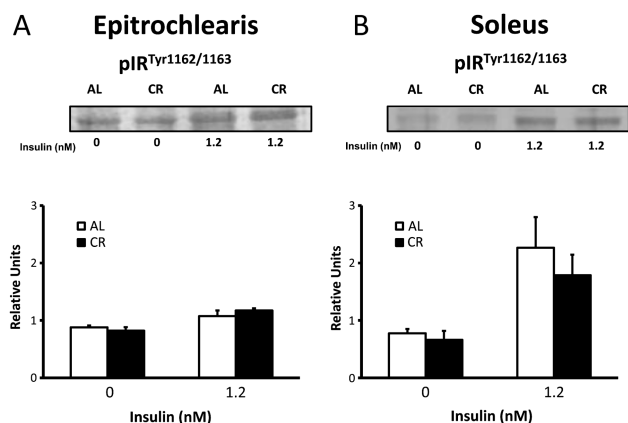 A Epitrochlearis
pIRTyr1162/1163
AL CR AL CR
Insulin (nM) 0 0 1.2 1.2
3
2
1
0
Relative Units
AL
CR
0 1.2
Insulin (nM)
B Soleus
pIRTyr1162/1163
AL CR AL CR
Insulin (nM) 0 0 1.2 1.2
3
2
1
0
Relative Units
AL
CR
0 1.2
Insulin (nM)